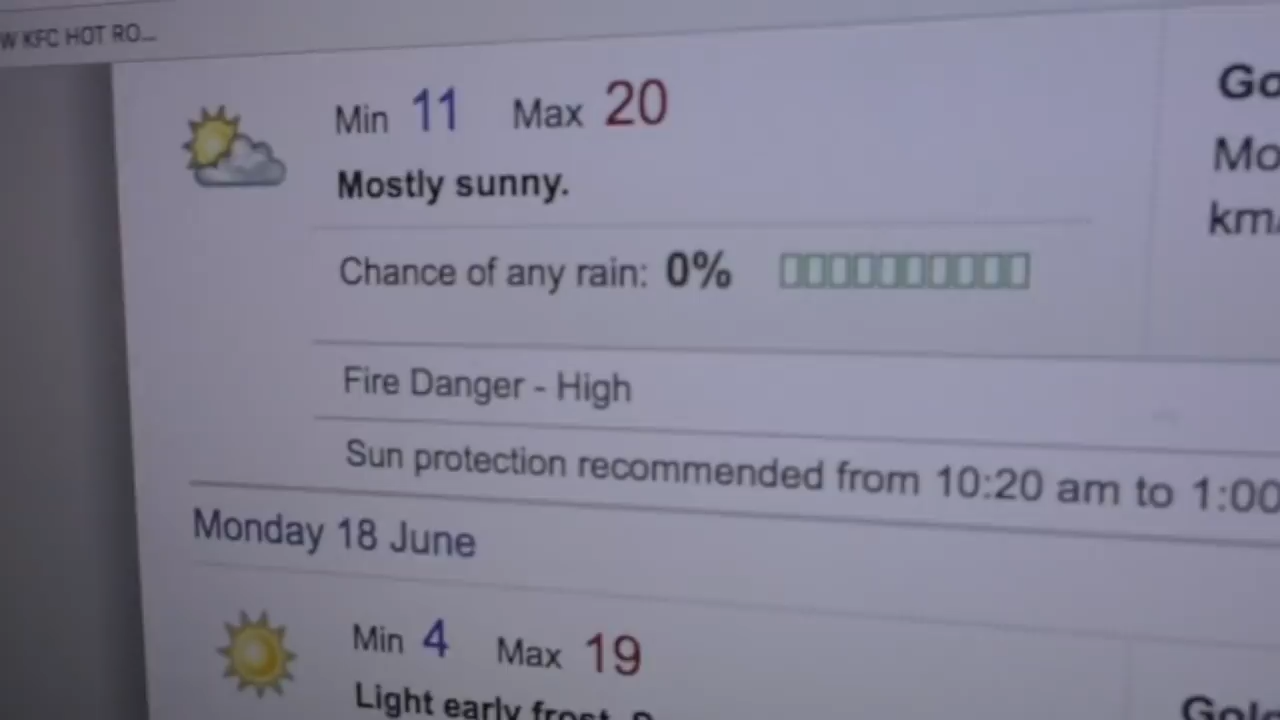 W KFC HOT RO...
Min 11 Max 20
Mostly sunny.
Chance of any rain: 0%
Fire Danger - High
Sun protection recommended from 10:20 am to 1:00
Monday 18 June
Min 4 Max 19
Light early frost.
Go
Mo
km/
Gol